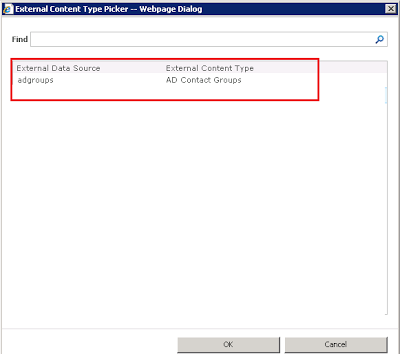 External Content Type Picker -- Webpage Dialog
Find
External Data Source External Content Type
adgroups AD Contact Groups
OK Cancel